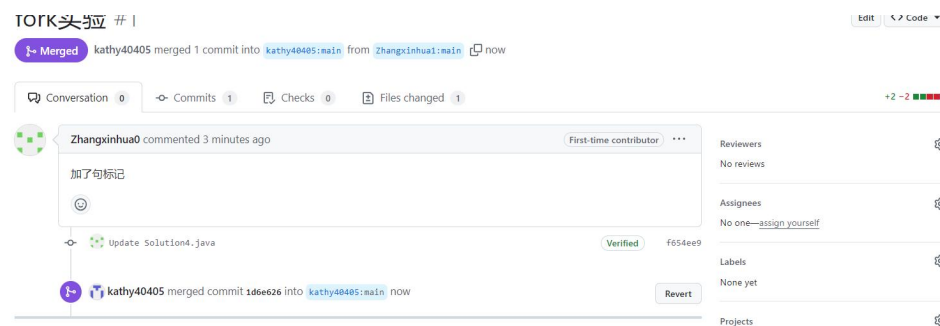 fork实验 #1
Edit <> Code
Merged kathy40405 merged 1 commit into kathy40405:main from Zhangxinhua1:main now
Conversation 0 Commits 1 Checks 0 Files changed 1 +2 −2
Zhangxinhua0 commented 3 minutes ago First-time contributor ...
加了句标记
Update Solution4.java Verified f654ee9
kathy40405 merged commit 1d6e626 into kathy40405:main now Revert
Reviewers
No reviews
Assignees
No one—assign yourself
Labels
None yet
Projects